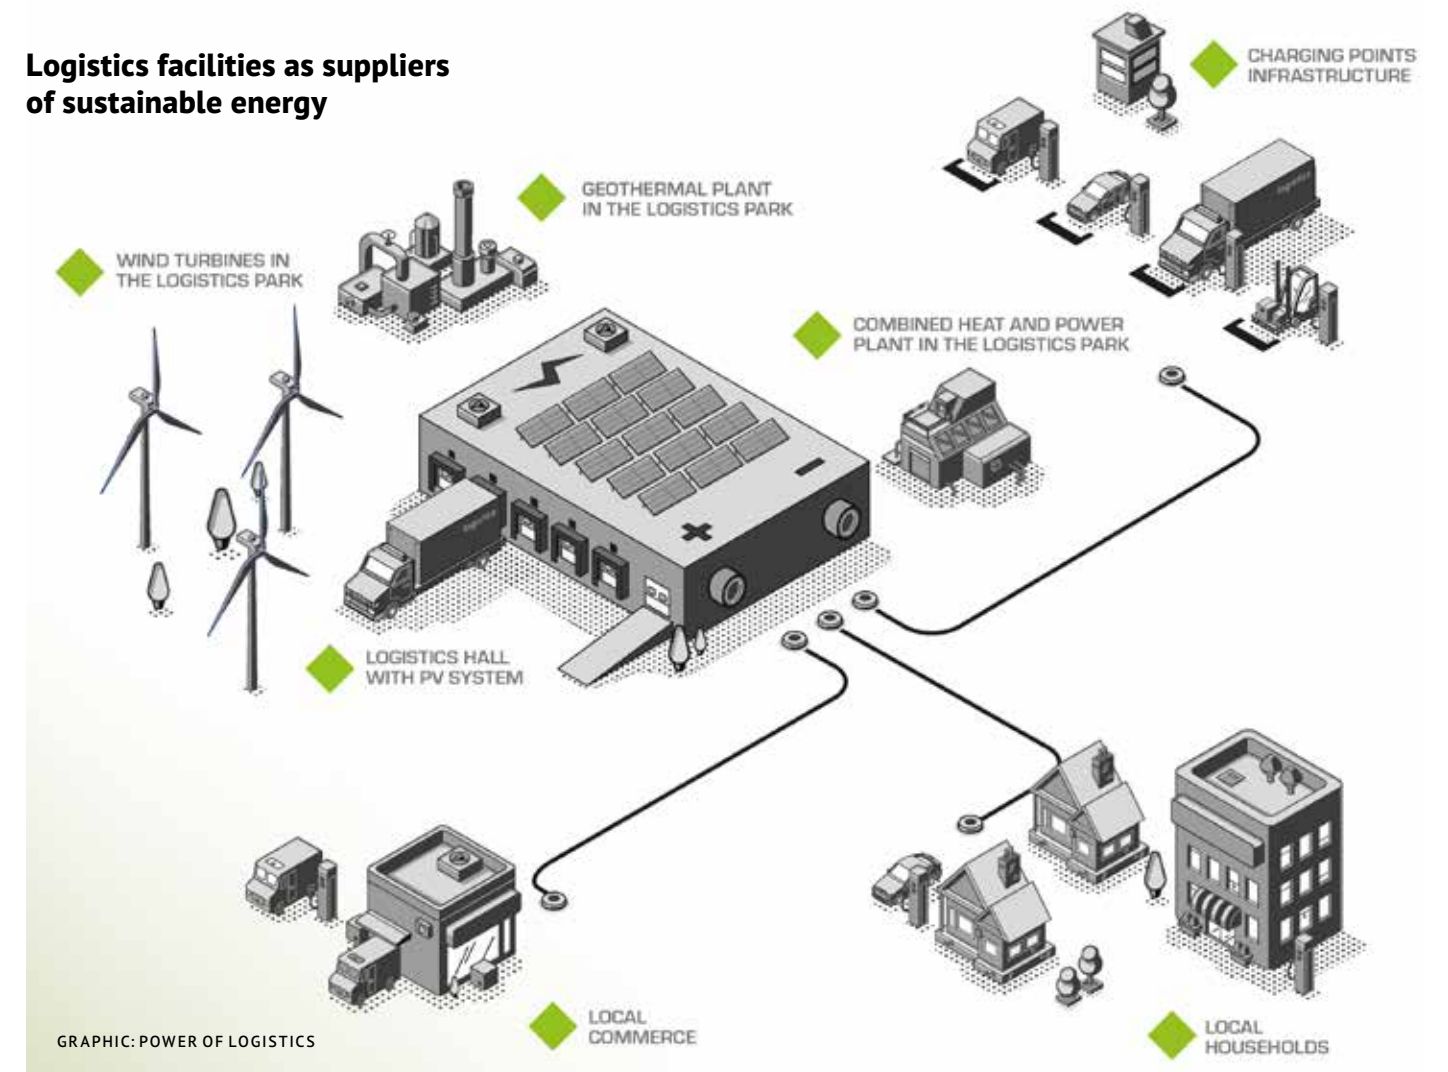 Logistics facilities as suppliers
of sustainable energy
CHARGING POINTS
INFRASTRUCTURE
GEOTHERMAL PLANT
IN THE LOGISTICS PARK
WIND TURBINES IN
THE LOGISTICS PARK
COMBINED HEAT AND POWER
PLANT IN THE LOGISTICS PARK
LOGISTICS HALL
WITH PV SYSTEM
LOCAL
COMMERCE
LOCAL
HOUSEHOLDS
GRAPHIC: POWER OF LOGISTICS